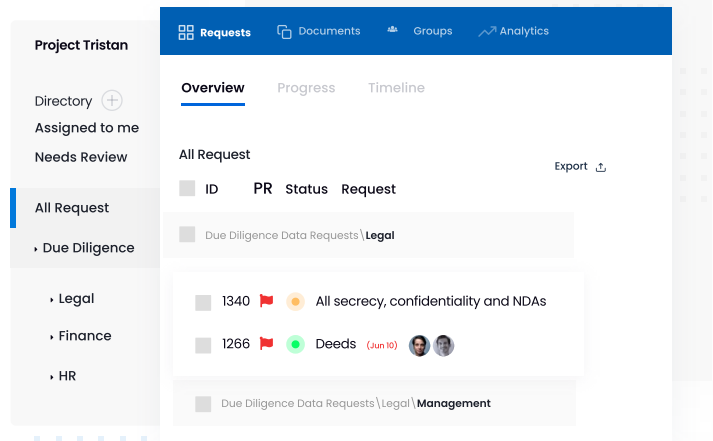 Project Tristan
Directory
Assigned to me
Needs Review
All Request
Due Diligence
Legal
Finance
HR
Requests Documents Groups Analytics
Overview Progress Timeline
All Request
Export
ID PR Status Request
Due Diligence Data Requests\Legal
1340 All secrecy, confidentiality and NDAs
1266 Deeds (Jun 10)
Due Diligence Data Requests\Legal\Management